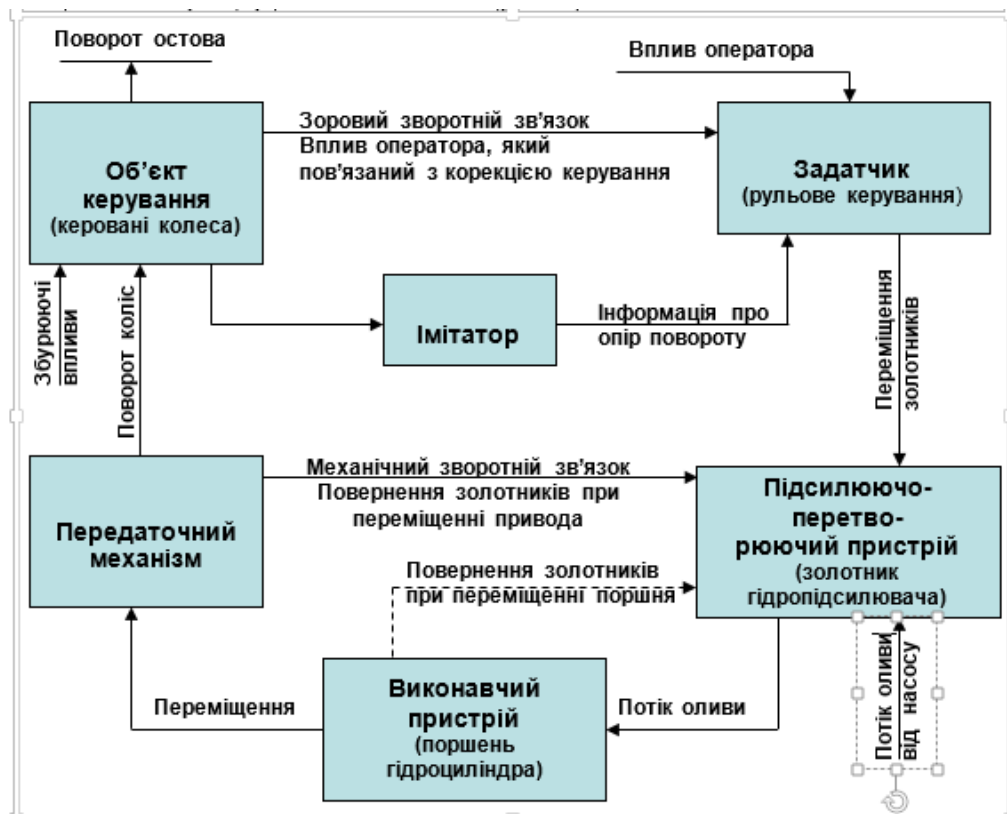 Поворот остова
Вплив оператора
Об’єкт
керування
(керовані колеса)
Зоровий зворотній зв’язок
Вплив оператора, який
пов’язаний з корекцією керування
Задатчик
(рульове керування)
Збурюючі
впливи
Поворот коліс
Імітатор
Інформація про
опір повороту
Переміщення
золотників
Передаточний
механізм
Механічний зворотній зв’язок
Повернення золотників при
переміщенні привода
Підсилюючо-
перетво-
рюючий пристрій
(золотник
гідропідсилювача)
Повернення золотників
при переміщенні поршня
Переміщення
Виконавчий
пристрій
(поршень
гідроциліндра)
Потік оливи
Потік оливи
від насосу